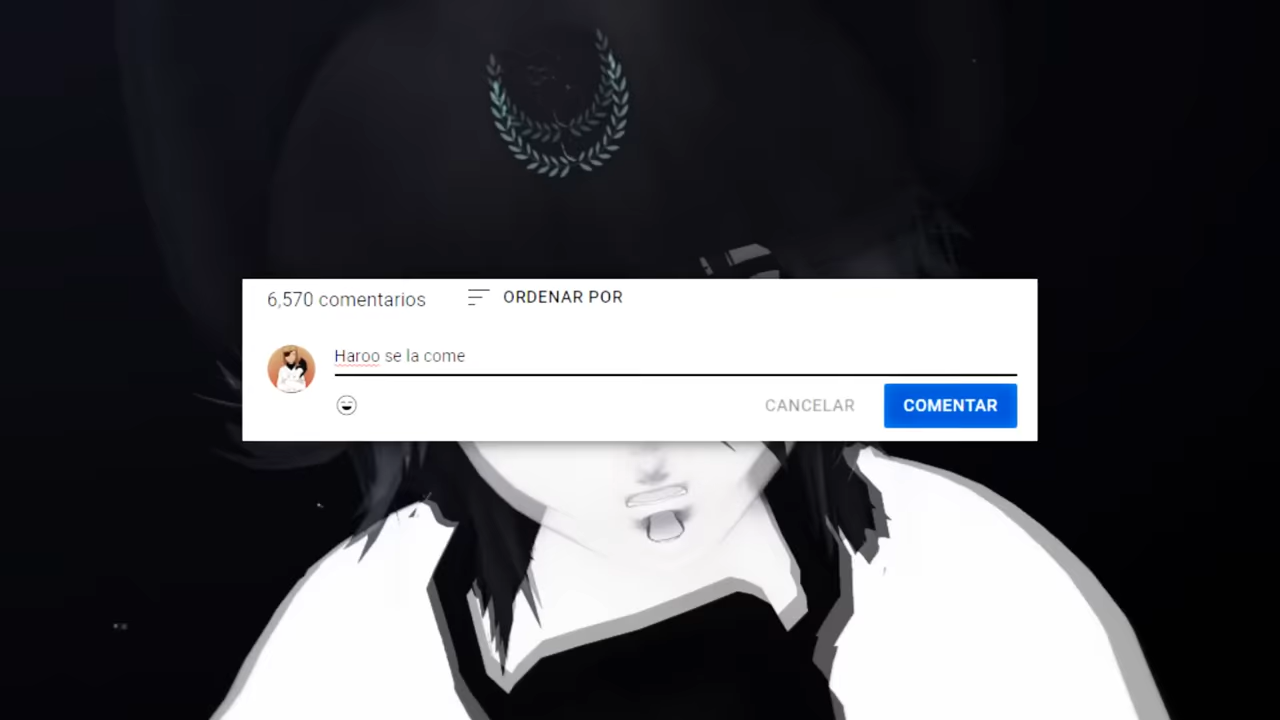 6,570 comentarios
ORDENAR POR
Haroo se la come
CANCELAR
COMENTAR